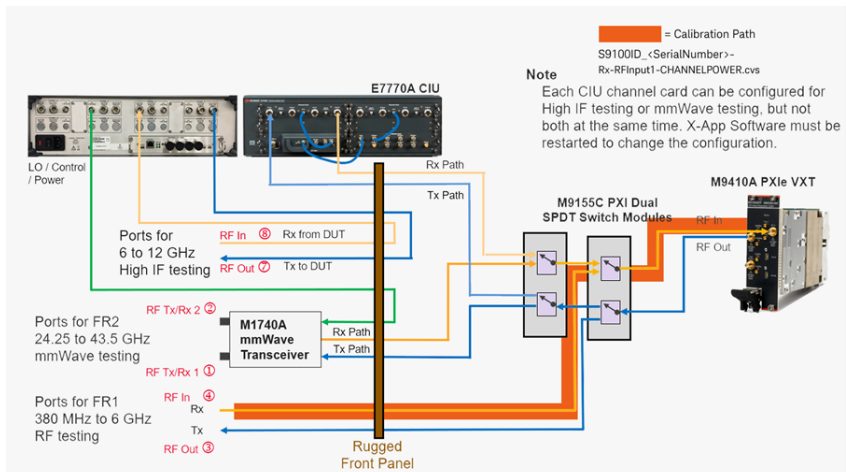 = Calibration Path
S9100ID_<SerialNumber>-
Rx-RFInput1-CHANNELPOWER.cvs
Note
Each CIU channel card can be configured for
High IF testing or mmWave testing, but not
both at the same time. X-App Software must be
restarted to change the configuration.
E7770A CIU
LO / Control
/ Power
Rx Path
Tx Path
M9155C PXI Dual
SPDT Switch Modules
M9410A PXIe VXT
RF In
RF Out
Ports for
6 to 12 GHz
High IF testing
RF In ⑧
Rx from DUT
RF Out ⑦
Tx to DUT
Ports for FR2
24.25 to 43.5 GHz
mmWave testing
RF Tx/Rx 2 ②
M1740A
mmWave
Transceiver
Rx Path
Tx Path
RF Tx/Rx 1 ①
Ports for FR1
380 MHz to 6 GHz
RF testing
RF In ④
Rx
Tx
RF Out ③
Rugged
Front Panel